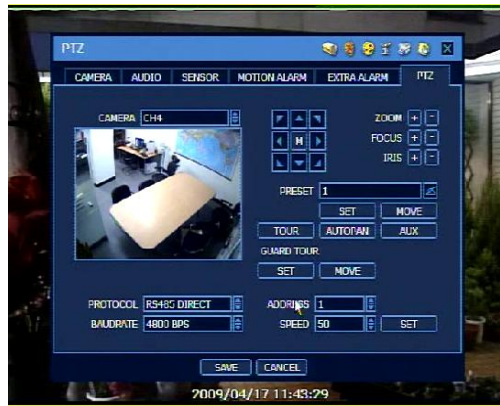 PTZ
CAMERA AUDIO SENSOR MOTION ALARM EXTRA ALARM PTZ
CAMERA CH4
M
ZOOM + -
FOCUS + -
IRIS + -
PRESET 1
SET MOVE
TOUR AUTOPAN AUX
GUARD TOUR
SET MOVE
PROTOCOL RS485 DIRECT
ADDRESS 1
BAUDRATE 4800 BPS
SPEED 50 SET
SAVE CANCEL
2009/04/17 11:43:29